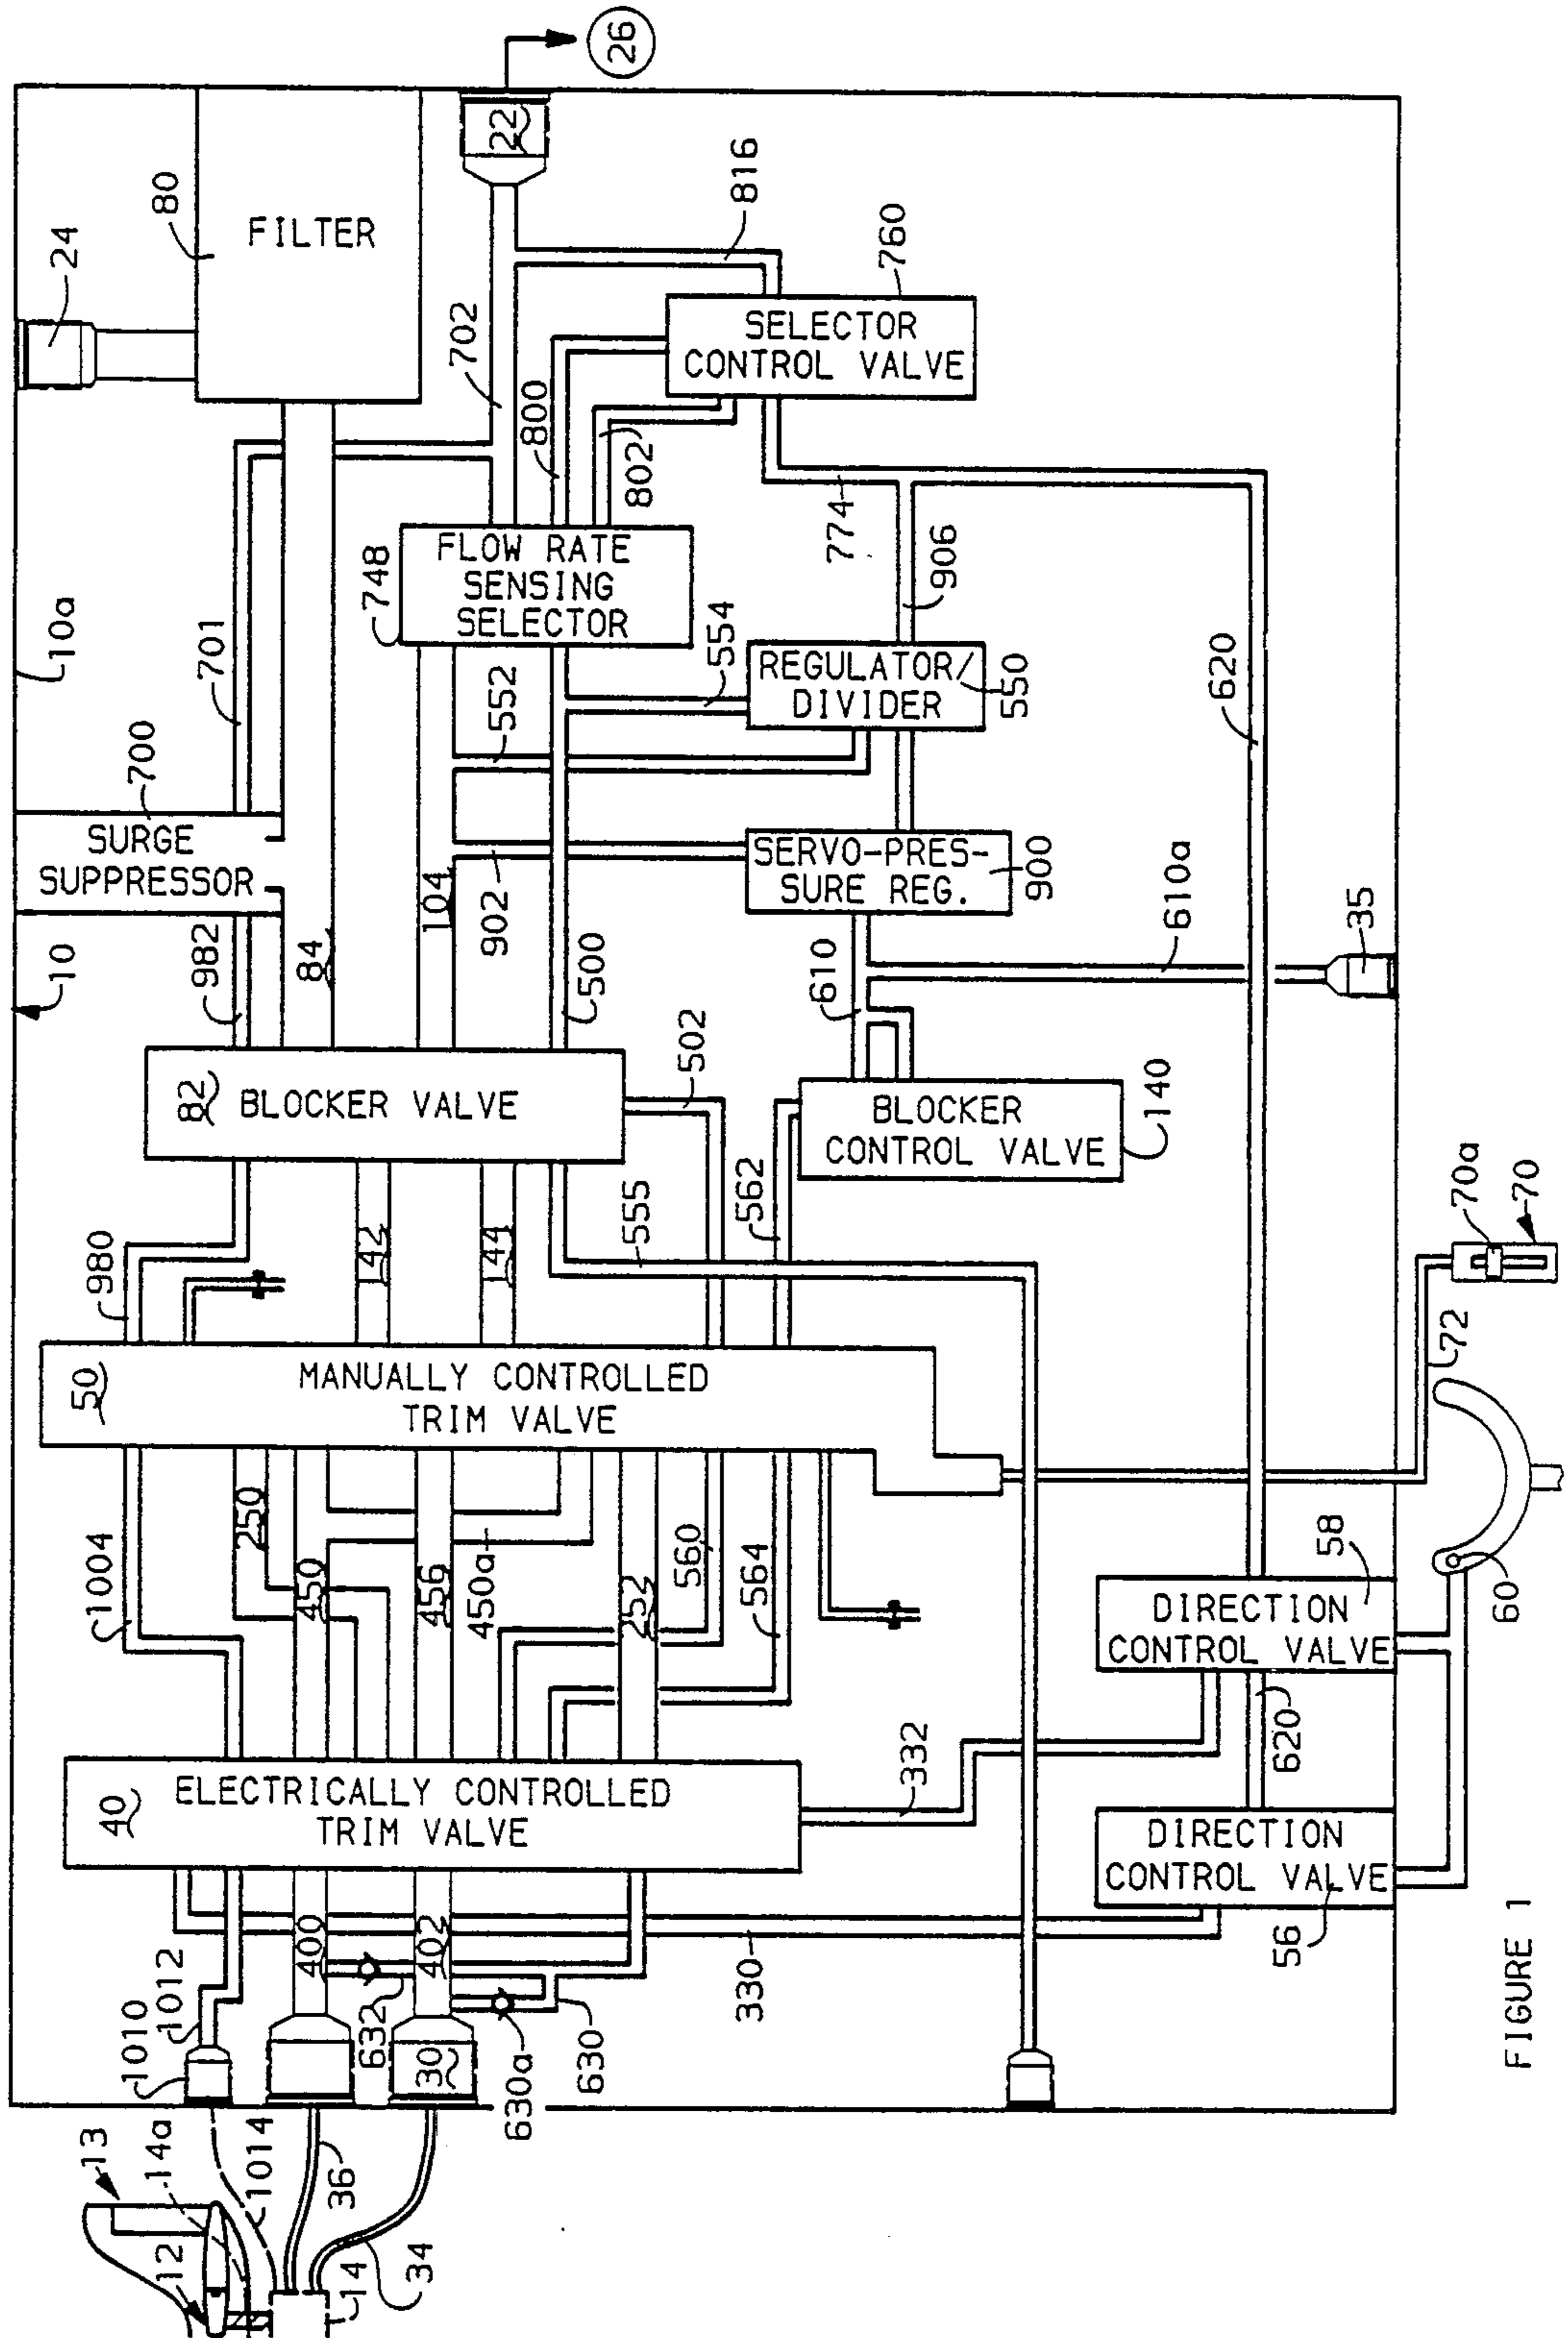 10
10a
24
80
FILTER
SURGE
SUPPRESSOR
700
701
982
84
702
22
26
748
FLOW RATE
SENSING
SELECTOR
800
802
816
SELECTOR
CONTROL VALVE
760
774
906
104
902
552
554
500
REGULATOR/
DIVIDER
550
SERVO-PRES-
SURE REG.
900
82
BLOCKER VALVE
502
610
610a
35
BLOCKER
CONTROL VALVE
140
620
980
142
144
555
562
50
MANUALLY CONTROLLED
TRIM VALVE
72
70a
70
1004
250
450
456
450a
560
564
252
40
ELECTRICALLY CONTROLLED
TRIM VALVE
332
58
DIRECTION
CONTROL VALVE
60
620
DIRECTION
CONTROL VALVE
56
1010
1012
400
402
632
630a
630
330
30
13
14a
12
1014
36
34
14
FIGURE 1